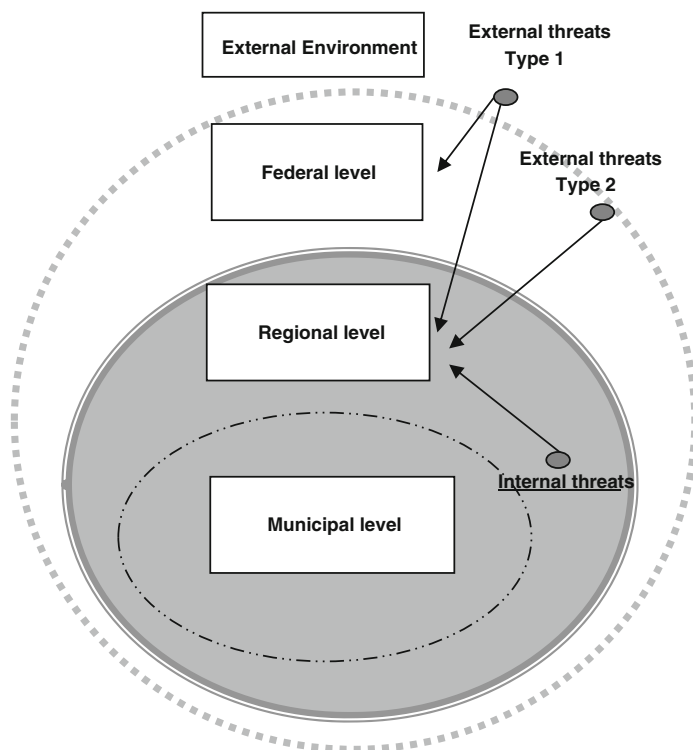 External Environment
External threats
Type 1
Federal level
External threats
Type 2
Regional level
Internal threats
Municipal level